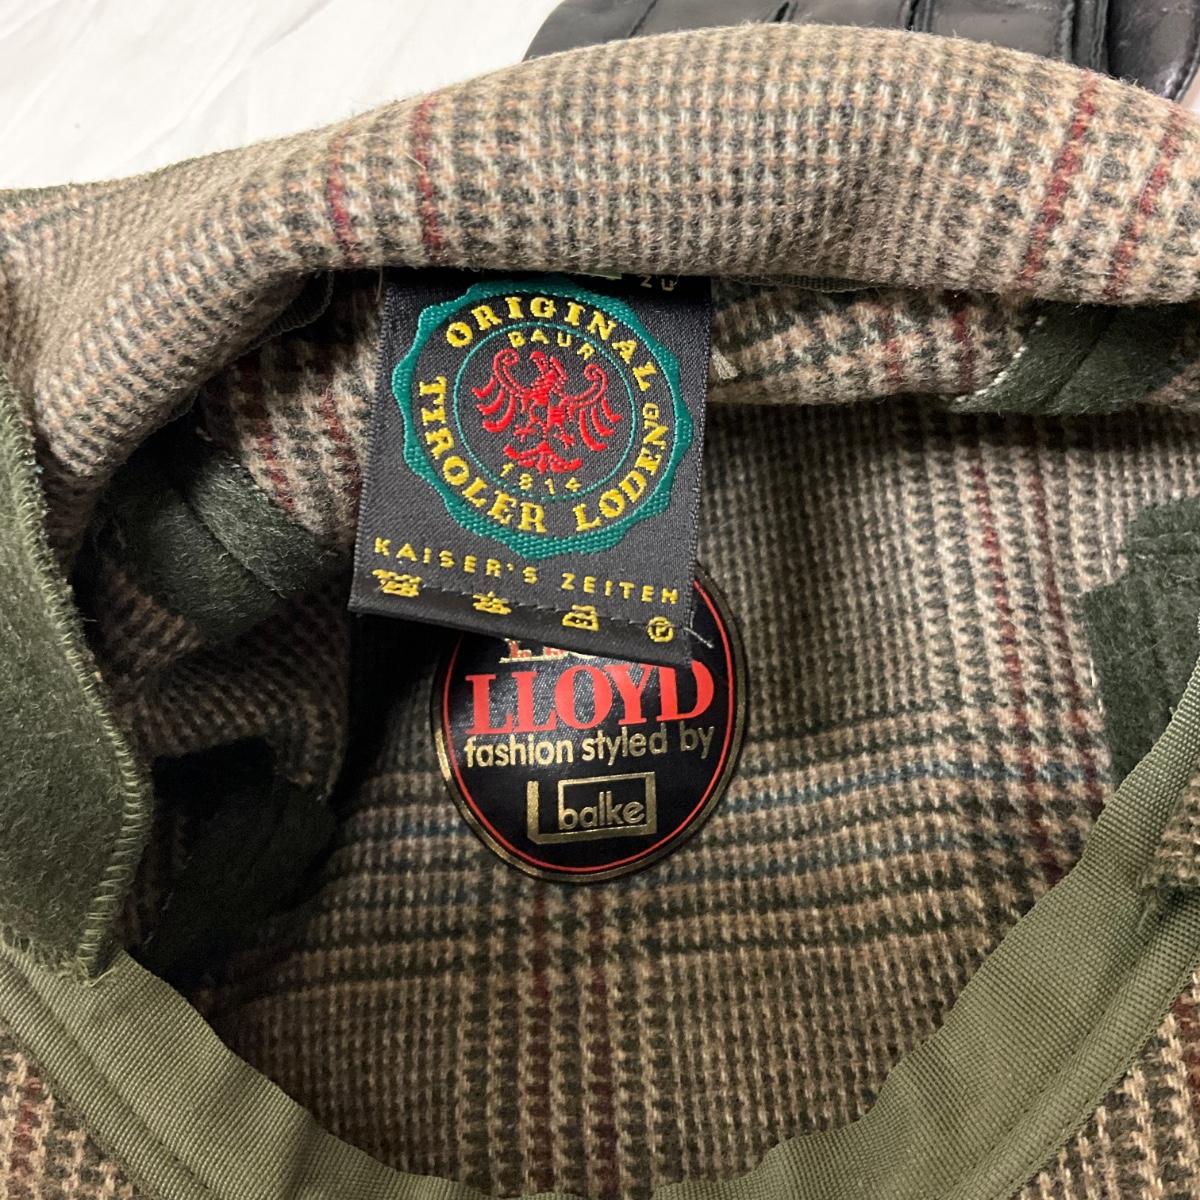 ORIGINAL
BAUR
1814
TIROLER LODEN
KAISER'S ZEITEN
P
LLOYD
fashion styled by
balke